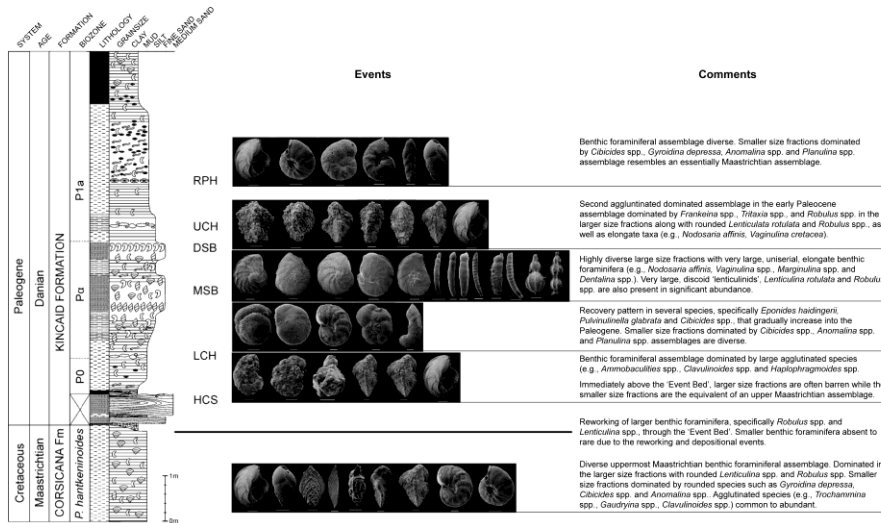 SYSTEM
AGE
FORMATION
BIOZONE
LITHOLOGY
GRAINSIZE
CLAY
MUD
SILT
FINE SAND
MEDIUM SAND
Events
Comments
Paleogene
Danian
KINCAID FORMATION
P1a
Pα
P0
Cretaceous
Maastrichtian
CORSICANA Fm
P. hantkeninoides
1m
0m
RPH
UCH
DSB
MSB
LCH
HCS
Benthic foraminiferal assemblage diverse. Smaller size fractions dominated
by Cibicides spp., Gyroidina depressa, Anomalina spp. and Planulina spp.
assemblage resembles an essentially Maastrichtian assemblage.
Second agglutinated dominated assemblage in the early Paleocene
assemblage dominated by Frankeina spp., Tritaxia spp., and Robulus spp. in the
larger size fractions along with rounded Lenticulata rotulata and Robulus spp., as
well as elongate taxa (e.g., Nodosaria affinis, Vaginulina cretacea).
Highly diverse large size fractions with very large, uniserial, elongate benthic
foraminifera (e.g., Nodosaria affinis, Vaginulina spp., Marginulina spp. and
Dentalina spp.). Very large, discoid 'lenticulinids', Lenticulina rotulata and Robulus
spp. are also present in significant abundance.
Recovery pattern in several species, specifically Eponides haidingerii,
Pulvinulinella glabrata and Cibicides spp., that gradually increase into the
Paleogene. Smaller size fractions dominated by Cibicides spp., Anomalina spp.
and Planulina spp. assemblages are diverse.
Benthic foraminiferal assemblage dominated by large agglutinated species
(e.g., Ammobaculities spp., Clavulinoides spp. and Haplophragmoides spp.
Immediately above the 'Event Bed', larger size fractions are often barren while the
smaller size fractions are the equivalent of an upper Maastrichtian assemblage.
Reworking of larger benthic foraminifera, specifically Robulus spp. and
Lenticulina spp., through the 'Event Bed'. Smaller benthic foraminifera absent to
rare due to the reworking and depositional events.
Diverse uppermost Maastrichtian benthic foraminiferal assemblage. Dominated in
the larger size fractions with rounded Lenticulina spp. and Robulus spp. Smaller
size fractions dominated by rounded species such as Gyroidina depressa,
Cibicides spp. and Anomalina spp.. Agglutinated species (e.g., Trochammina
spp., Gaudryina spp., Clavulinoides spp.) common to abundant.